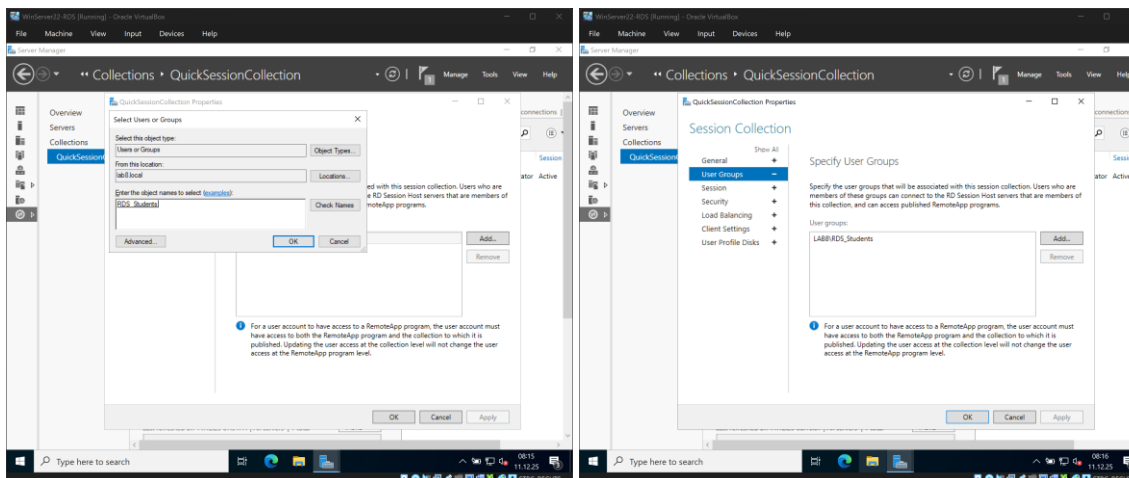 WinServer22-RDS [Running] - Oracle VirtualBox
File Machine View Input Devices Help
Server Manager
Collections • QuickSessionCollection
Manage Tools View Help
Overview
Servers
Collections
QuickSession
QuickSessionCollection Properties
connections
Session
ator Active
Select Users or Groups
Select this object type:
Users or Groups
Object Types...
From this location:
lab8.local
Locations...
Enter the object names to select (examples):
RDS_Students
Check Names
Advanced...
OK
Cancel
ed with this session collection. Users who are
e RD Session Host servers that are members of
moteApp programs.
Add...
Remove
For a user account to have access to a RemoteApp program, the user account must
have access to both the RemoteApp program and the collection to which it is
published. Updating the user access at the collection level will not change the user
access at the RemoteApp program level.
OK
Cancel
Apply
Type here to search
08:15
11.12.25
WinServer22-RDS [Running] - Oracle VirtualBox
File Machine View Input Devices Help
Server Manager
Collections • QuickSessionCollection
Manage Tools View Help
Overview
Servers
Collections
QuickSession
QuickSessionCollection Properties
connections
Sessi
ator Active
Session Collection
Show All
General +
User Groups –
Session +
Security +
Load Balancing +
Client Settings +
User Profile Disks +
Specify User Groups
Specify the user groups that will be associated with this session collection. Users who are
members of these groups can connect to the RD Session Host servers that are members of
this collection, and can access published RemoteApp programs.
User groups:
LAB8\RDS_Students
Add...
Remove
For a user account to have access to a RemoteApp program, the user account must
have access to both the RemoteApp program and the collection to which it is
published. Updating the user access at the collection level will not change the user
access at the RemoteApp program level.
OK
Cancel
Apply
Type here to search
08:16
11.12.25